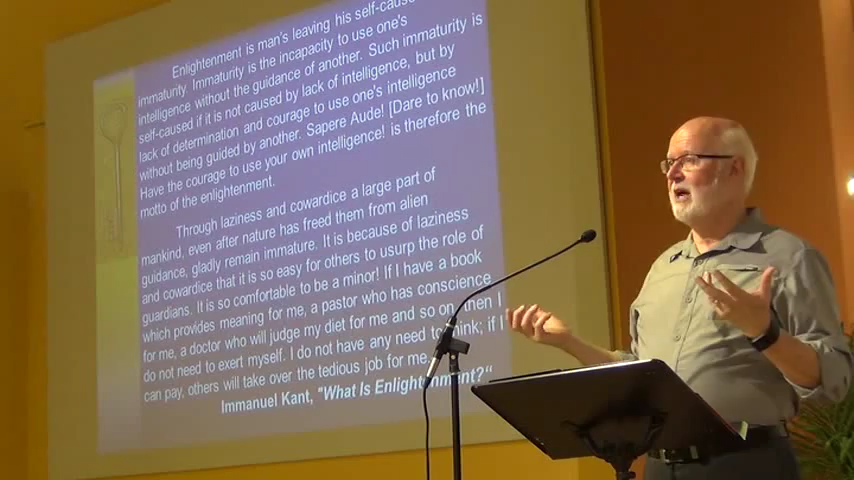 Enlightenment is man's leaving his self-caused
immaturity. Immaturity is the incapacity to use one's
intelligence without the guidance of another. Such immaturity is
self-caused if it is not caused by lack of intelligence, but by
lack of determination and courage to use one's intelligence
without being guided by another. Sapere Aude! [Dare to know!]
Have the courage to use your own intelligence! is therefore the
motto of the enlightenment.
Through laziness and cowardice a large part of
mankind, even after nature has freed them from alien
guidance, gladly remain immature. It is because of laziness
and cowardice that it is so easy for others to usurp the role of
guardians. It is so comfortable to be a minor! If I have a book
which provides meaning for me, a pastor who has conscience
for me, a doctor who will judge my diet for me and so on, then I
do not need to exert myself. I do not have any need to think; if I
can pay, others will take over the tedious job for me.
Immanuel Kant, "What Is Enlightenment?"